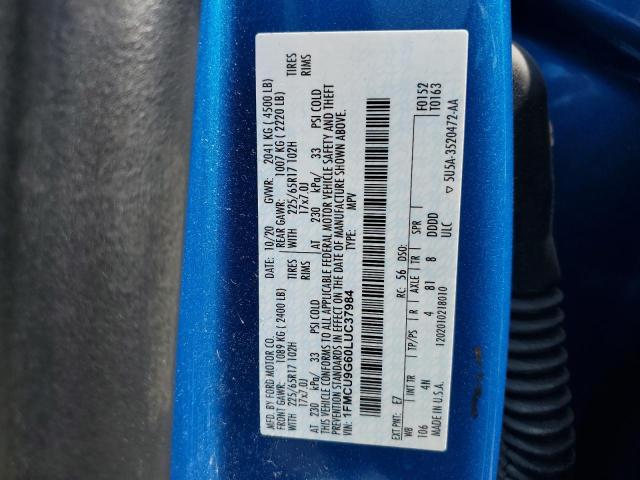 MFD. BY FORD MOTOR CO.
DATE: 10/20 GVWR: 2041 KG ( 4500 LB)
FRONT GAWR: 1089 KG ( 2400 LB) REAR GAWR: 1007 KG ( 2220 LB)
225/65R17 102H TIRES WITH 225/65R17 102H TIRES
17x7.0J RIMS 17x7.0J RIMS
AT 230 kPa/ 33 PSI COLD AT 230 kPa/ 33 PSI COLD
THIS VEHICLE CONFORMS TO ALL APPLICABLE FEDERAL MOTOR VEHICLE SAFETY AND THEFT
PREVENTION STANDARDS IN EFFECT ON THE DATE OF MANUFACTURE SHOWN ABOVE.
VIN: 1FMCU9G60LUC37984 TYPE: MPV
F0152
EXT PNT: E7 RC: 56 DSO: T0163
WB INT TR TP/PS R AXLE TR SPR
106 4N 4 81 8 DDDD
MADE IN U.S.A. 1202010218010 ULC ▽ 5U5A-3520472-AA